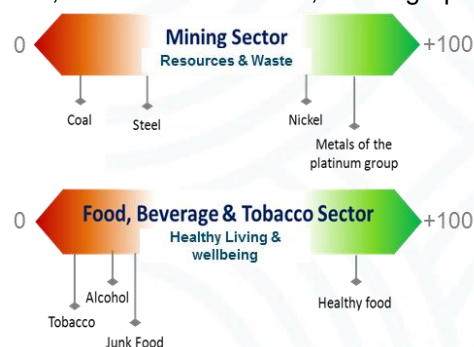 Mining Sector
0
+100
Resources & Waste
Coal
Steel
Nickel
Metals of the
platinum group
Food, Beverage & Tobacco Sector
0
+100
Healthy Living &
wellbeing
Alcohol
Healthy food
Tobacco
Junk Food